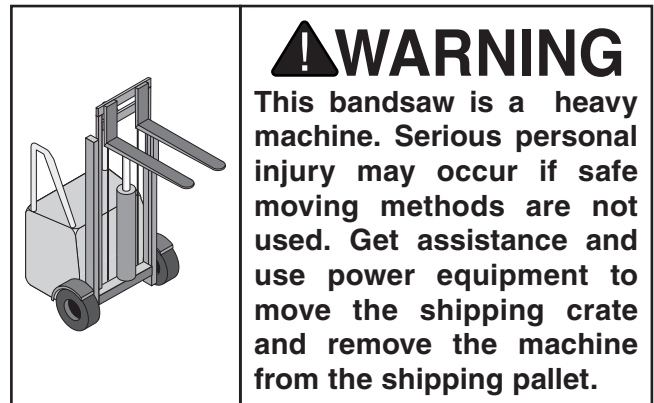 WARNING
This bandsaw is a heavy
machine. Serious personal
injury may occur if safe
moving methods are not
used. Get assistance and
use power equipment to
move the shipping crate
and remove the machine
from the shipping pallet.